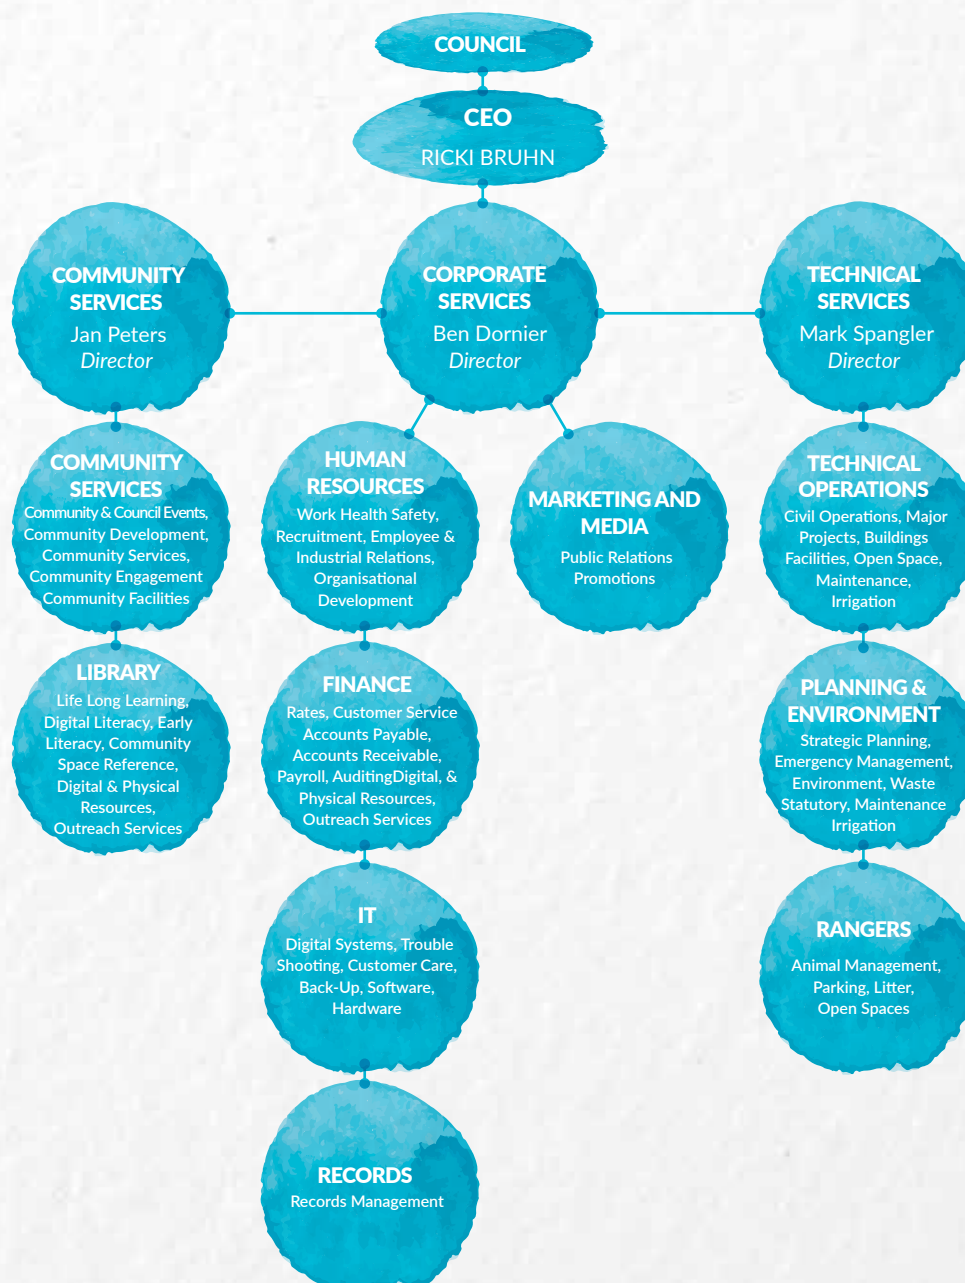 COUNCIL
CEO
RICKI BRUHN
COMMUNITY
SERVICES
Jan Peters
Director
CORPORATE
SERVICES
Ben Dornier
Director
TECHNICAL
SERVICES
Mark Spangler
Director
COMMUNITY
SERVICES
Community & Council Events,
Community Development,
Community Services,
Community Engagement
Community Facilities
HUMAN
RESOURCES
Work Health Safety,
Recruitment, Employee &
Industrial Relations,
Organisational
Development
MARKETING AND
MEDIA
Public Relations
Promotions
TECHNICAL
OPERATIONS
Civil Operations, Major
Projects, Buildings
Facilities, Open Space,
Maintenance,
Irrigation
LIBRARY
Life Long Learning,
Digital Literacy, Early
Literacy, Community
Space Reference,
Digital & Physical
Resources,
Outreach Services
FINANCE
Rates, Customer Service
Accounts Payable,
Accounts Receivable,
Payroll, AuditingDigital, &
Physical Resources,
Outreach Services
PLANNING &
ENVIRONMENT
Strategic Planning,
Emergency Management,
Environment, Waste
Statutory, Maintenance
Irrigation
IT
Digital Systems, Trouble
Shooting, Customer Care,
Back-Up, Software,
Hardware
RANGERS
Animal Management,
Parking, Litter,
Open Spaces
RECORDS
Records Management